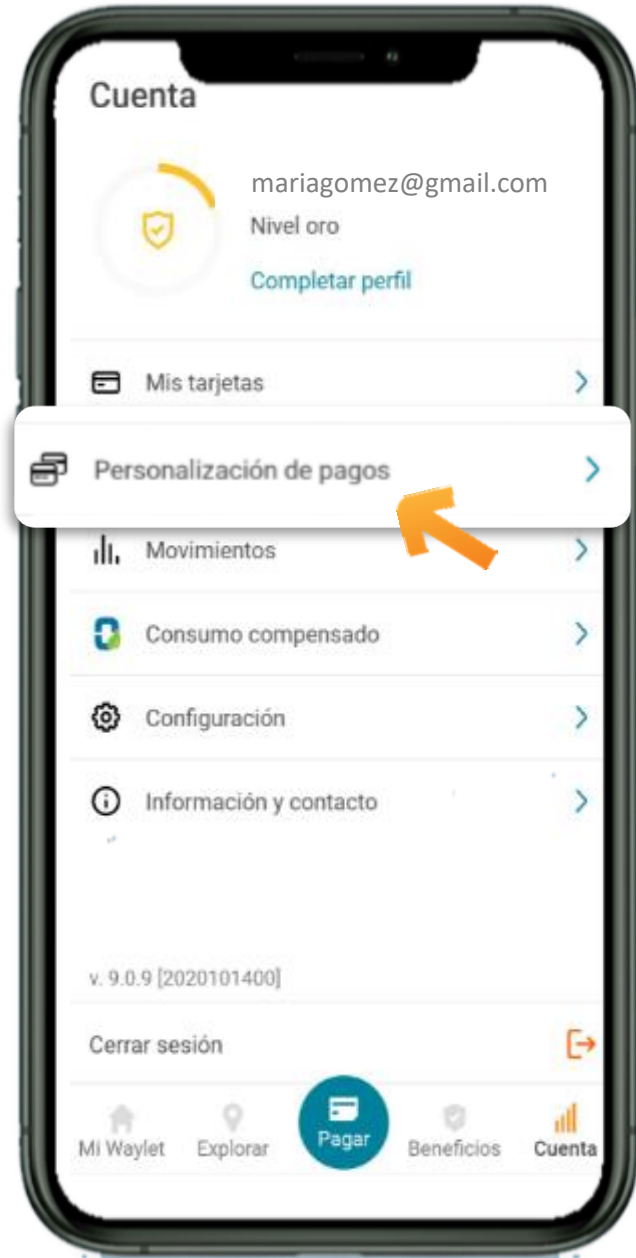 Cuenta
mariagomez@gmail.com
Nivel oro
Completar perfil
Mis tarjetas
Personalización de pagos
Movimientos
Consumo compensado
Configuración
Información y contacto
v. 9.0.9 [2020101400]
Cerrar sesión
Mi Waylet Explorar Pagar Beneficios Cuenta